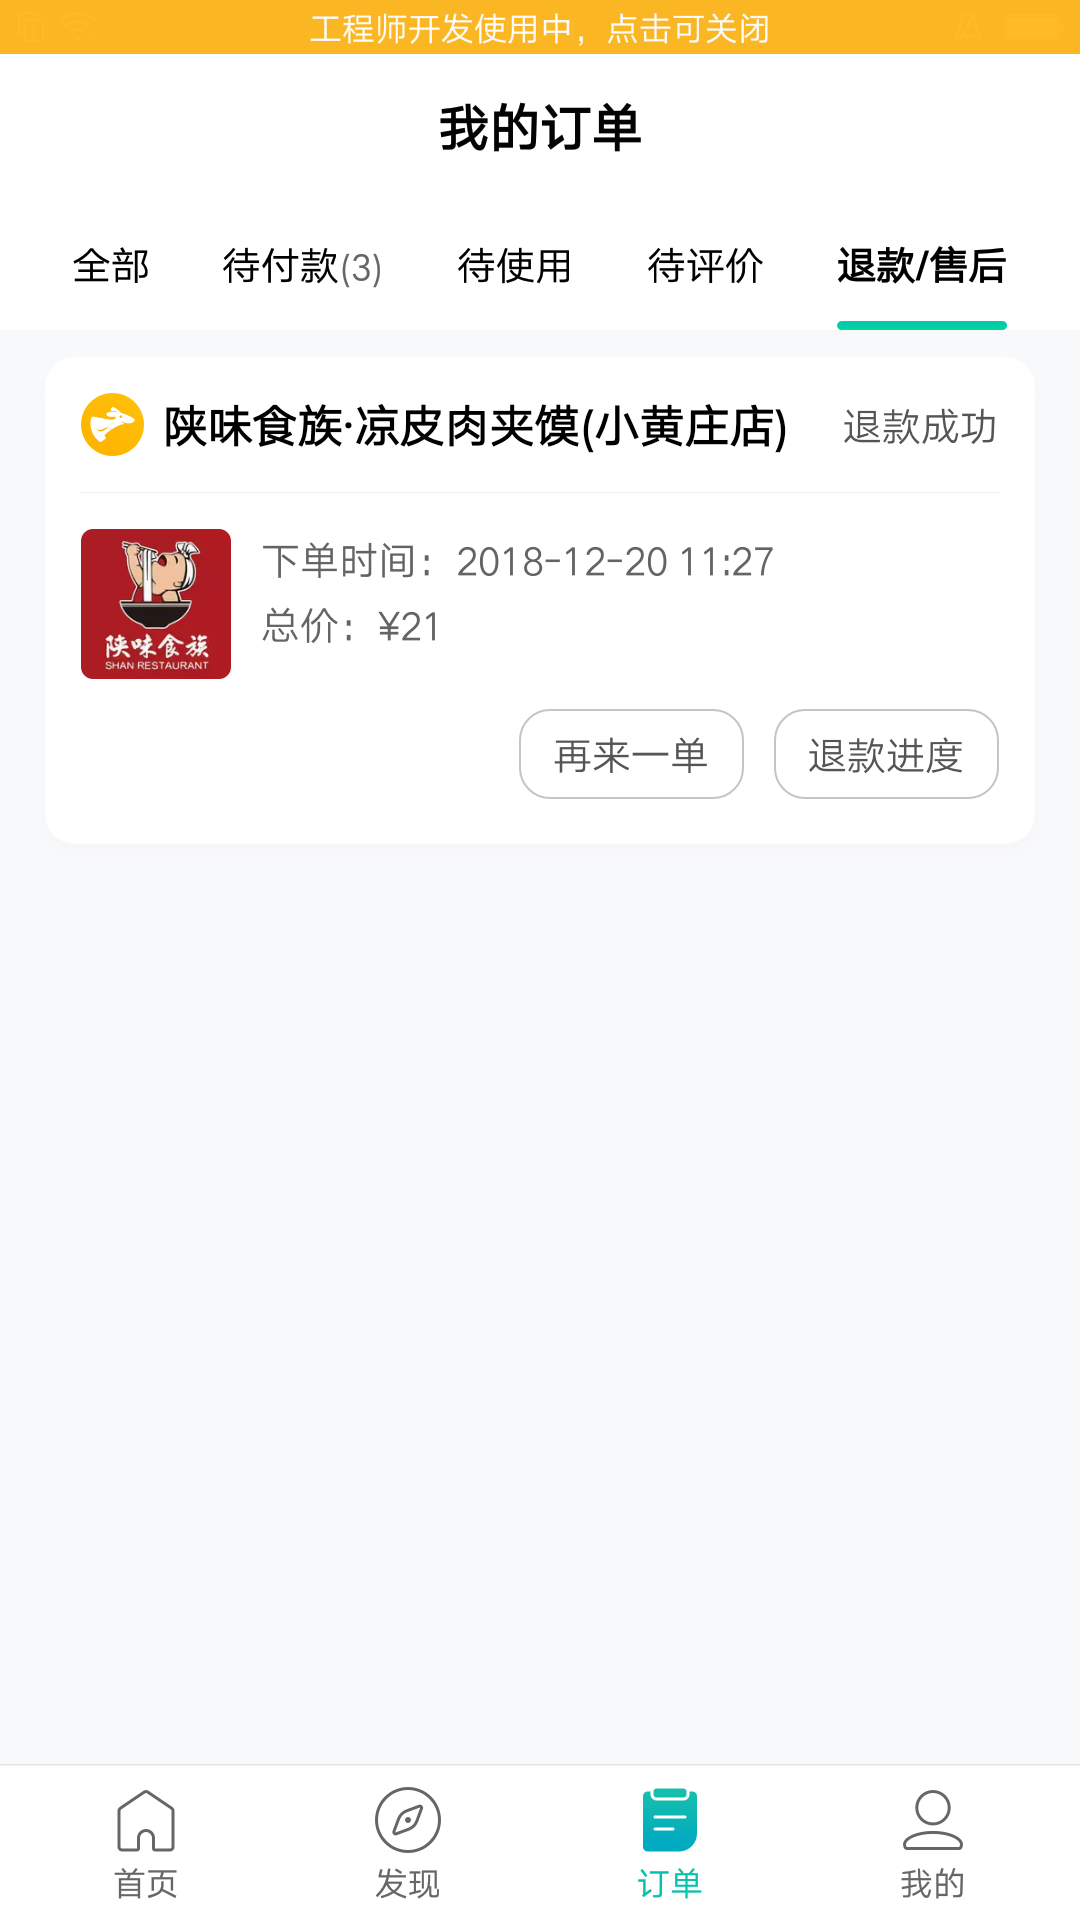 工程师开发使用中，点击可关闭
我的订单
全部 待付款(3) 待使用 待评价 退款/售后
陕味食族·凉皮肉夹馍(小黄庄店) 退款成功
下单时间：2018-12-20 11:27
总价：¥21
陕味食族
SHAN RESTAURANT
再来一单 退款进度
首页 发现 订单 我的